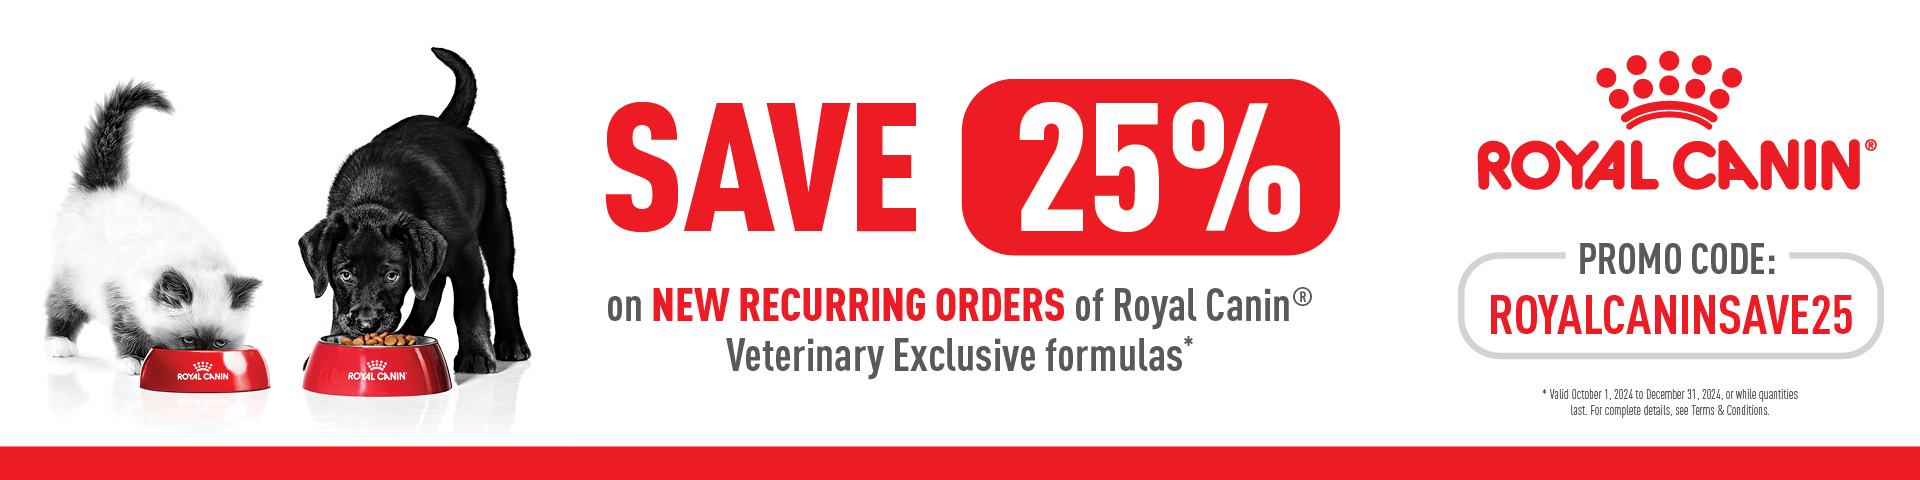 SAVE 25%
on NEW RECURRING ORDERS of Royal Canin®
Veterinary Exclusive formulas*
ROYAL CANIN®
PROMO CODE:
ROYALCANINSAVE25
* Valid October 1, 2024 to December 31, 2024, or while quantities
last. For complete details, see Terms & Conditions.
ROYAL CANIN
ROYAL CANIN